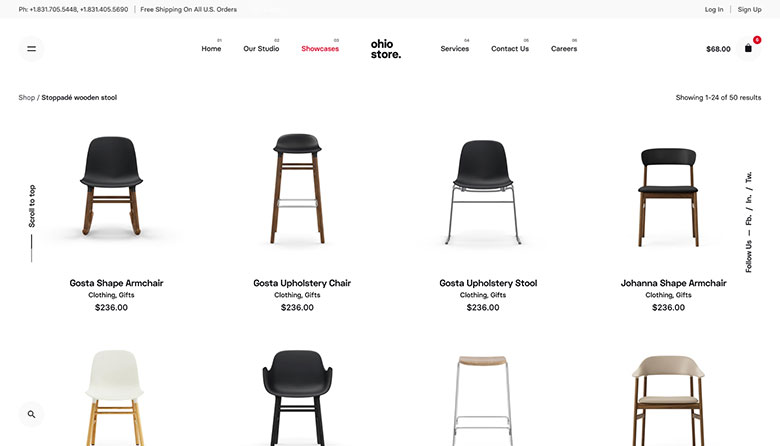 Ph: +1.831.705.5448, +1.831.405.5690 | Free Shipping On All U.S. Orders
Log In | Sign Up
01 02 03
Home Our Studio Showcases
ohio
store.
04 05 06
Services Contact Us Careers
$68.00
Shop / Stoppadé wooden stool
Showing 1-24 of 50 results
Scroll to top
Follow Us — Fb. / In. / Tw.
Gosta Shape Armchair
Clothing, Gifts
$236.00
Gosta Upholstery Chair
Clothing, Gifts
$236.00
Gosta Upholstery Stool
Clothing, Gifts
$236.00
Johanna Shape Armchair
Clothing, Gifts
$236.00